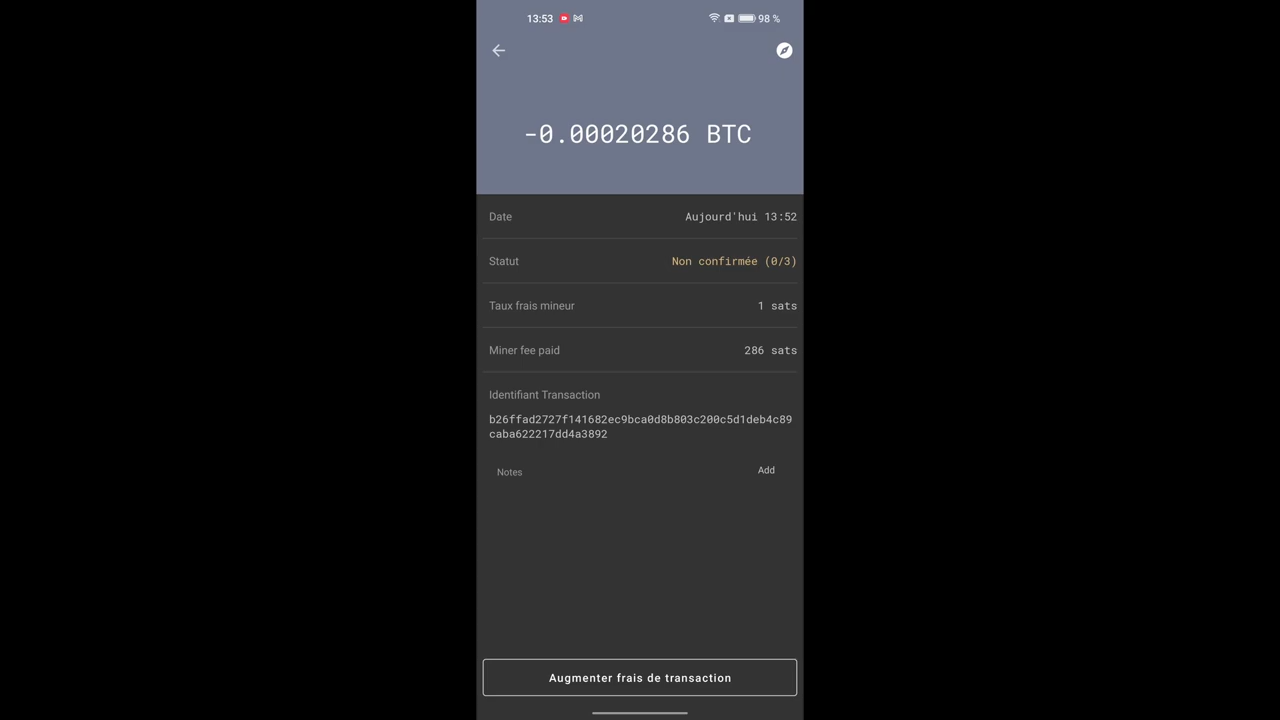 13:53 98 %
-0.00020286 BTC
Date Aujourd'hui 13:52
Statut Non confirmée (0/3)
Taux frais mineur 1 sats
Miner fee paid 286 sats
Identifiant Transaction
b26ffad2727f141682ec9bca0d8b803c200c5d1deb4c89
caba622217dd4a3892
Notes Add
Augmenter frais de transaction